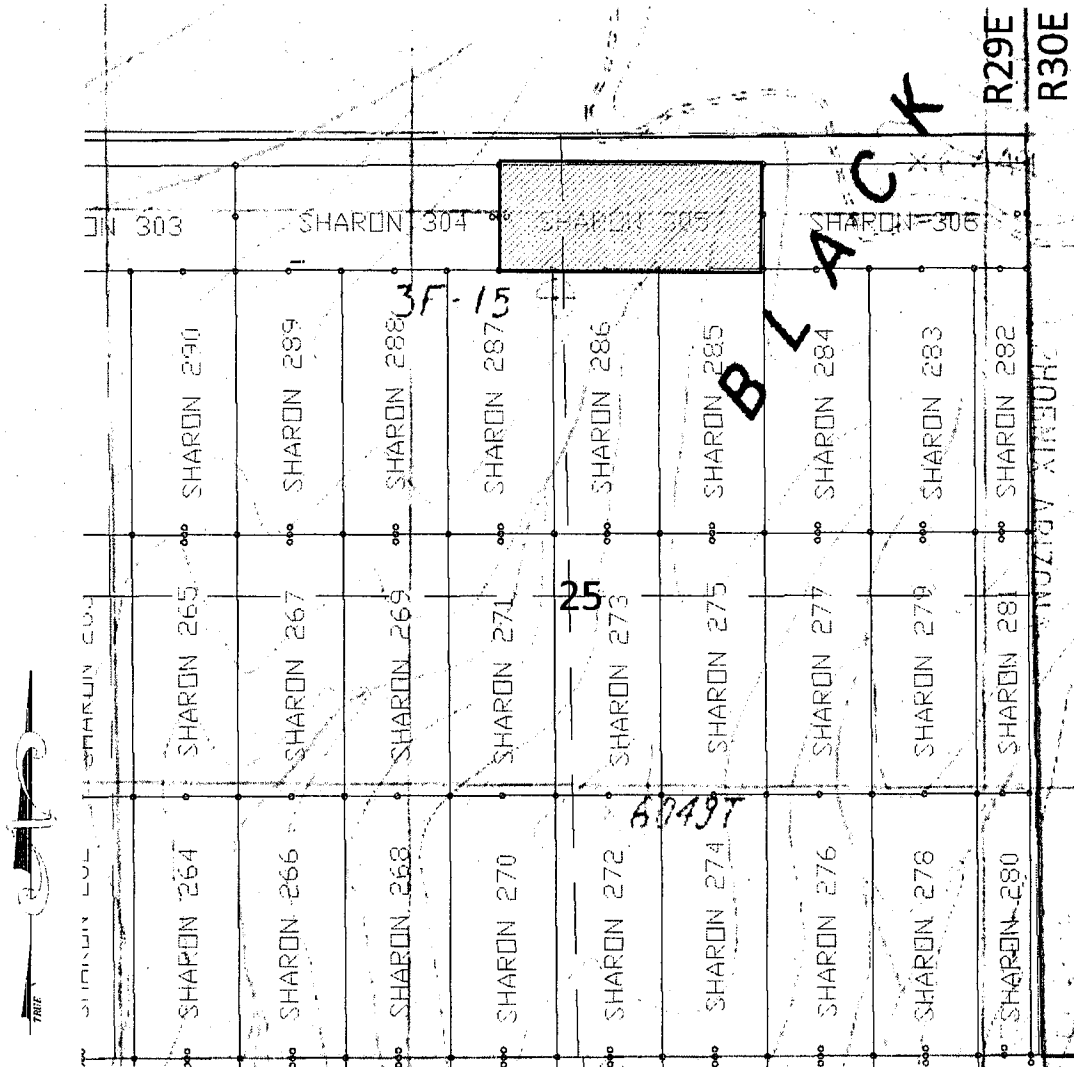 R29E
R30E
BLACK
SHARON 304
SHARON 305
SHARON 306
3F-15
SHARON 290
SHARON 289
SHARON 288
SHARON 287
SHARON 286
SHARON 285
SHARON 284
SHARON 283
SHARON 282
25
SHARON 265
SHARON 267
SHARON 269
SHARON 271
SHARON 273
SHARON 275
SHARON 277
SHARON 279
SHARON 281
SHARON 264
SHARON 266
SHARON 268
SHARON 270
SHARON 272
SHARON 274
SHARON 276
SHARON 278
SHARON 280
TRUE